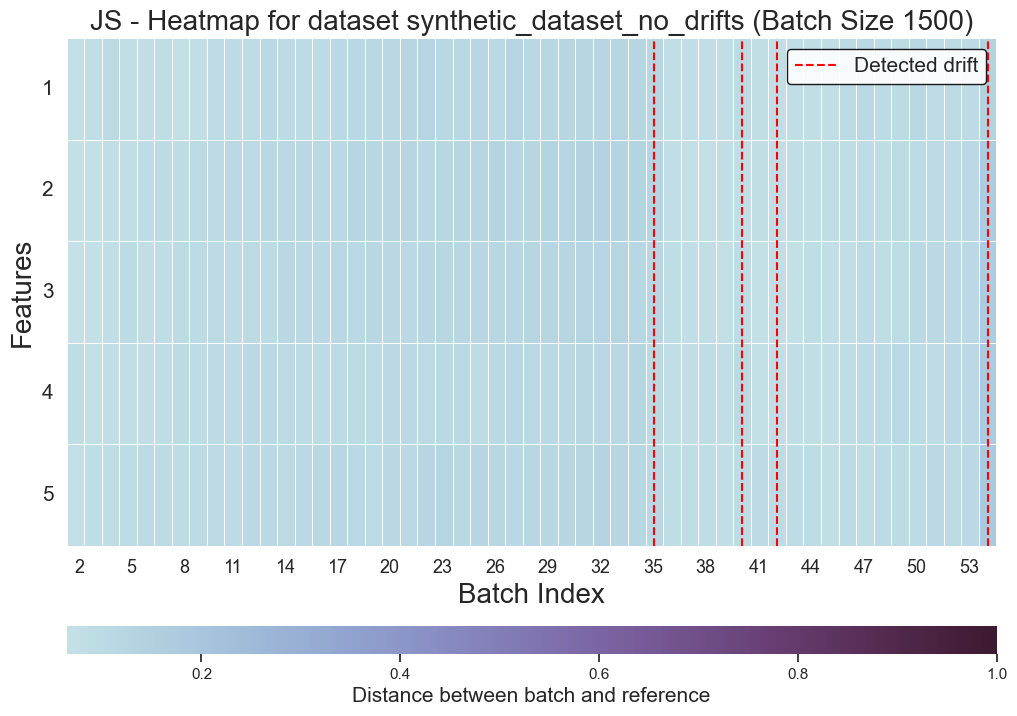 JS - Heatmap for dataset synthetic_dataset_no_drifts (Batch Size 1500)
Detected drift
Features
1
2
3
4
5
2 5 8 11 14 17 20 23 26 29 32 35 38 41 44 47 50 53
Batch Index
0.2 0.4 0.6 0.8 1.0
Distance between batch and reference